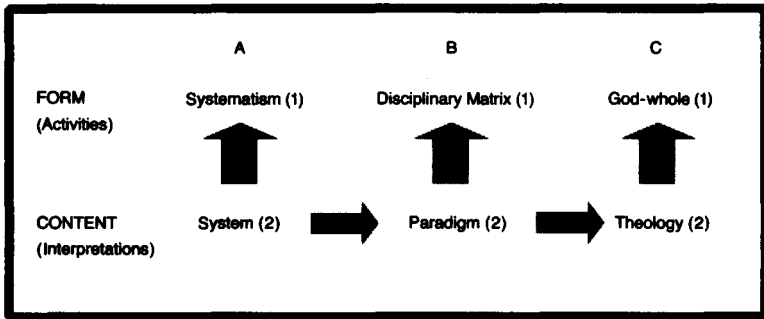 A B C
FORM Systematism (1) Disciplinary Matrix (1) God-whole (1)
(Activities)
CONTENT System (2) Paradigm (2) Theology (2)
(Interpretations)